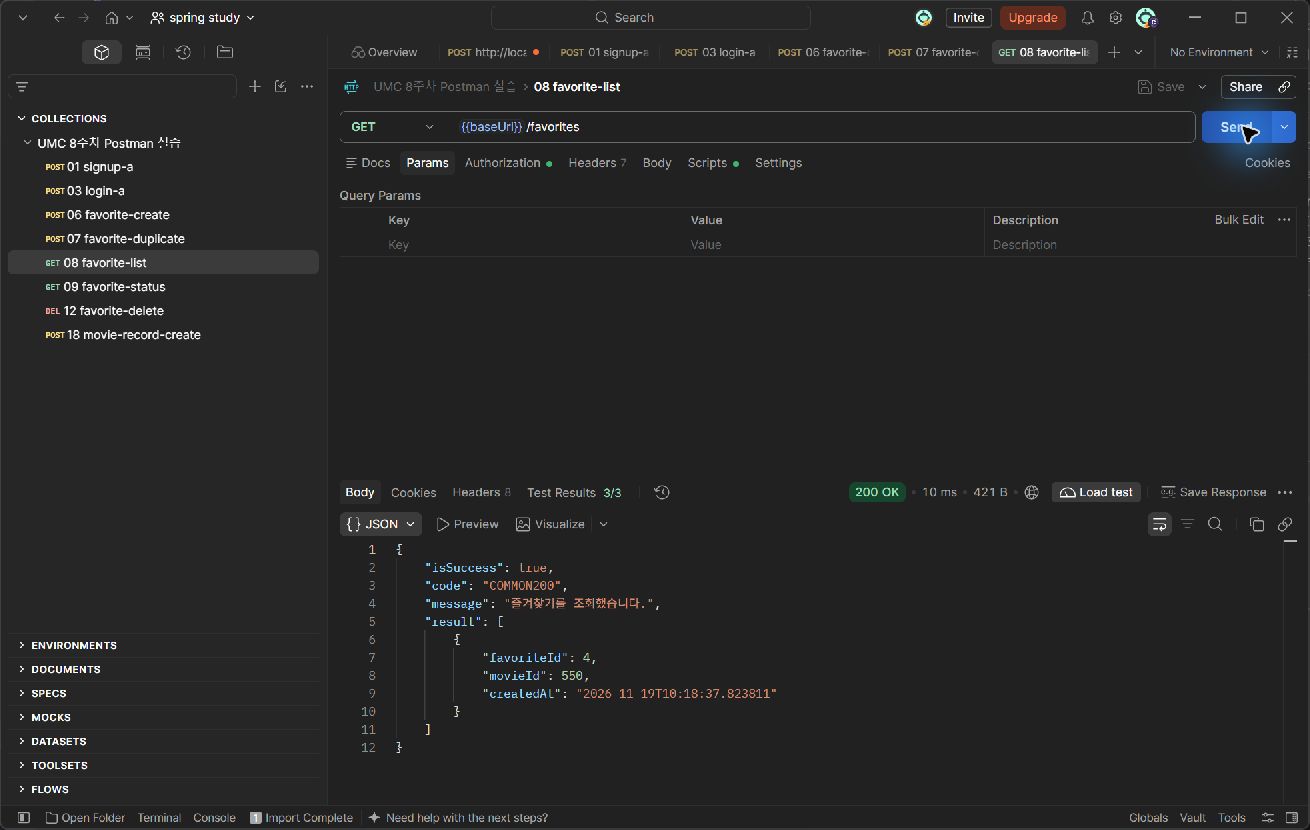 spring study
Search
Invite
Upgrade
Overview
POST http://loca
POST 01 signup-a
POST 03 login-a
POST 06 favorite-
POST 07 favorite-
GET 08 favorite-lis
No Environment
HTTP
UMC 8주차 Postman 실습 > 08 favorite-list
Save
Share
COLLECTIONS
UMC 8주차 Postman 실습
POST 01 signup-a
POST 03 login-a
POST 06 favorite-create
POST 07 favorite-duplicate
GET 08 favorite-list
GET 09 favorite-status
DEL 12 favorite-delete
POST 18 movie-record-create
GET
{{baseUrl}} /favorites
Send
Docs
Params
Authorization
Headers 7
Body
Scripts
Settings
Cookies
Query Params
Key
Value
Description
Bulk Edit
Key
Value
Description
Body
Cookies
Headers 8
Test Results 3/3
200 OK
10 ms
421 B
Load test
Save Response
{} JSON
Preview
Visualize
1 {
2 "isSuccess": true,
3 "code": "COMMON200",
4 "message": "즐겨찾기를 조회했습니다.",
5 "result": [
6 {
7 "favoriteId": 4,
8 "movieId": 550,
9 "createdAt": "2026 11 19T10:18:37.823811"
10 }
11 ]
12 }
ENVIRONMENTS
DOCUMENTS
SPECS
MOCKS
DATASETS
TOOLSETS
FLOWS
Open Folder
Terminal
Console
1 Import Complete
Need help with the next steps?
Globals
Vault
Tools